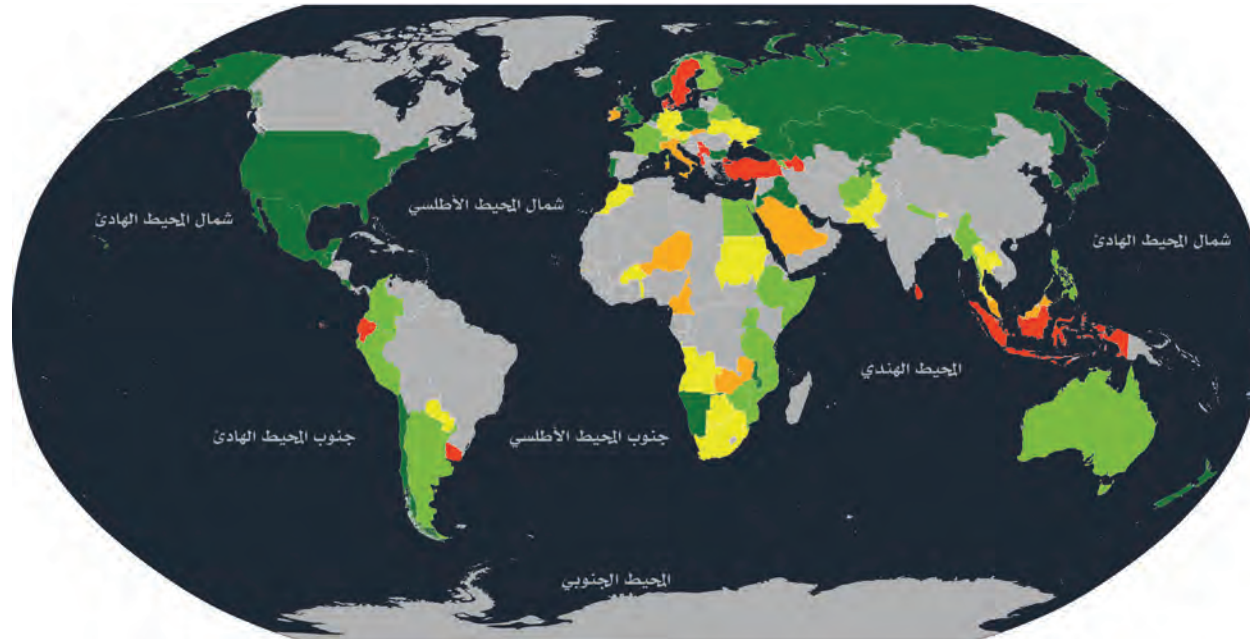 شمال المحيط الهادئ
شمال المحيط الأطلسي
شمال المحيط الهادئ
المحيط الهندي
جنوب المحيط الهادئ
جنوب المحيط الأطلسي
المحيط الجنوبي